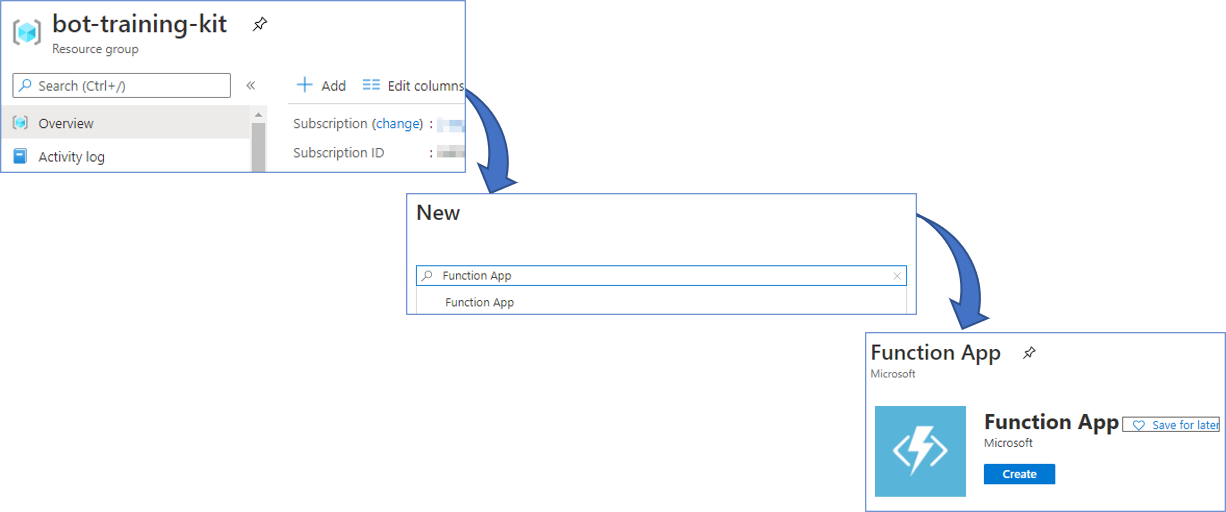 bot-training-kit
Resource group
Search (Ctrl+/)
«
Add
Edit columns
Overview
Subscription (change) :
Activity log
Subscription ID :
New
Function App
Function App
Function App
Microsoft
Function App
Save for later
Microsoft
Create